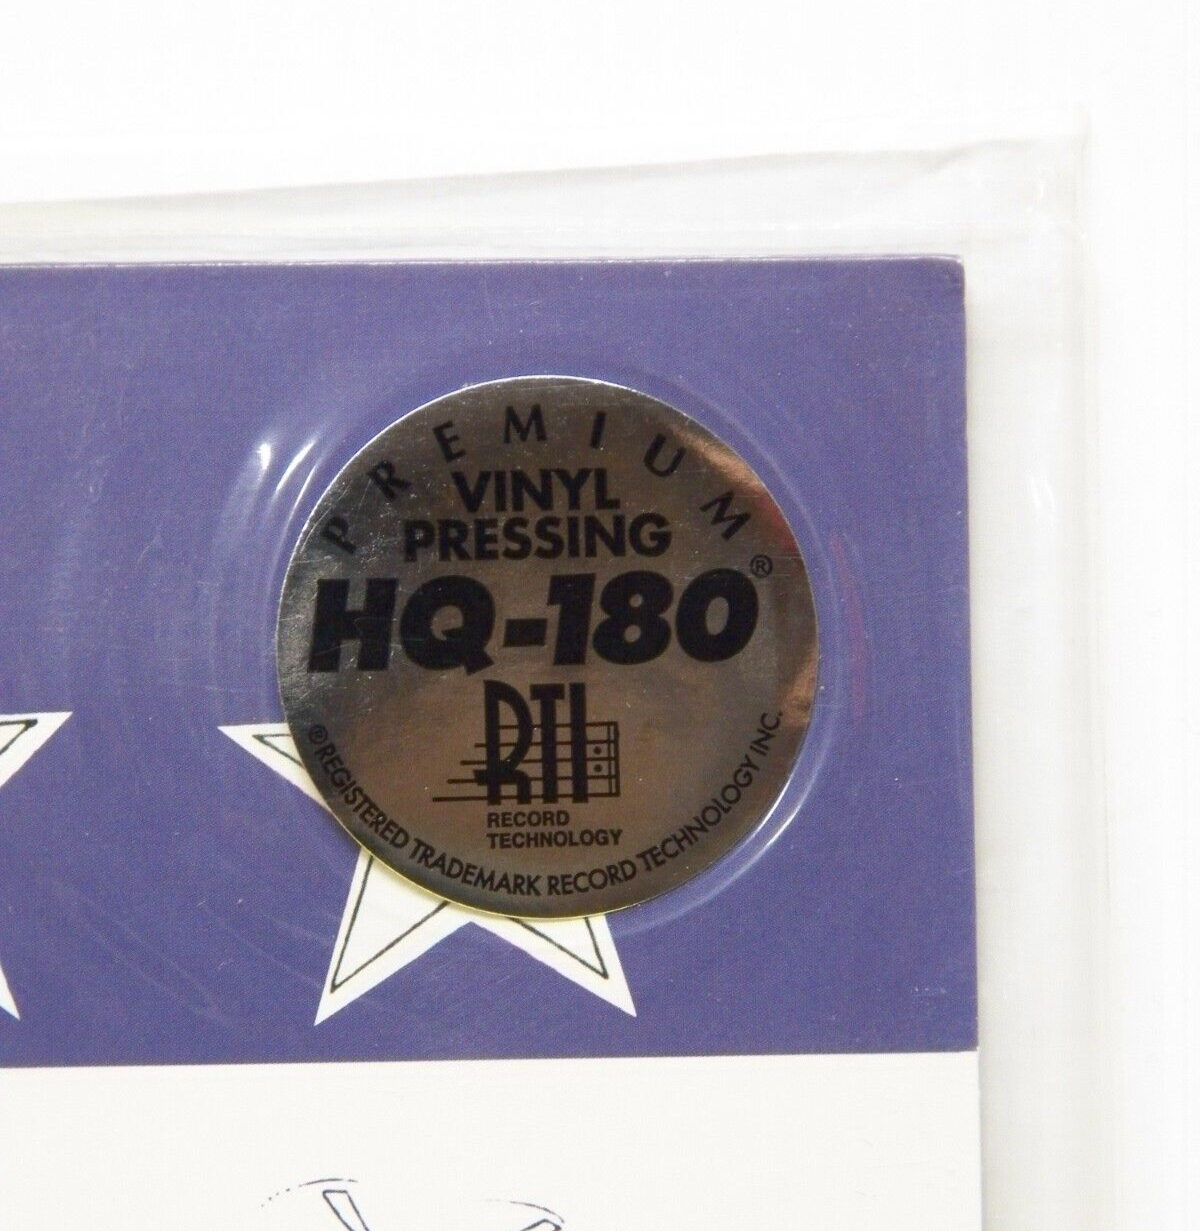 PREMIUM
VINYL
PRESSING
HQ-180®
RTI
RECORD
TECHNOLOGY
®REGISTERED TRADEMARK RECORD TECHNOLOGY INC.